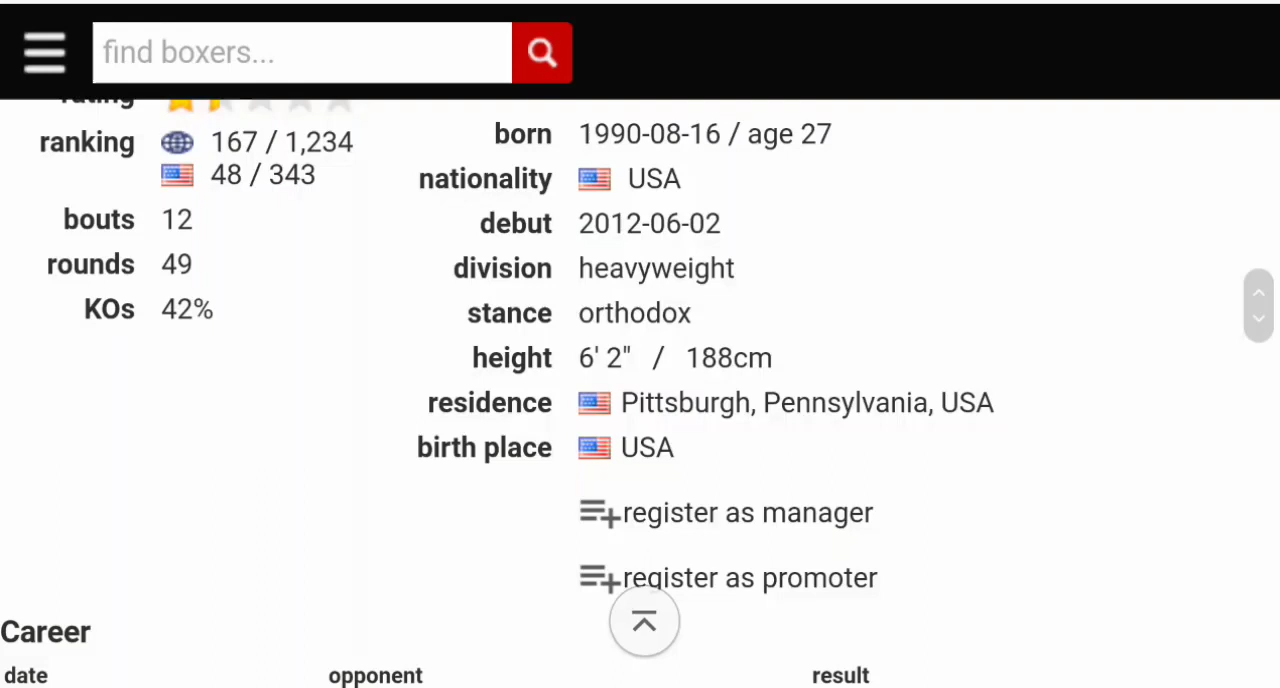 find boxers...
rating
ranking 167 / 1,234
48 / 343
bouts 12
rounds 49
KOs 42%
born 1990-08-16 / age 27
nationality USA
debut 2012-06-02
division heavyweight
stance orthodox
height 6' 2" / 188cm
residence Pittsburgh, Pennsylvania, USA
birth place USA
register as manager
register as promoter
Career
date opponent result